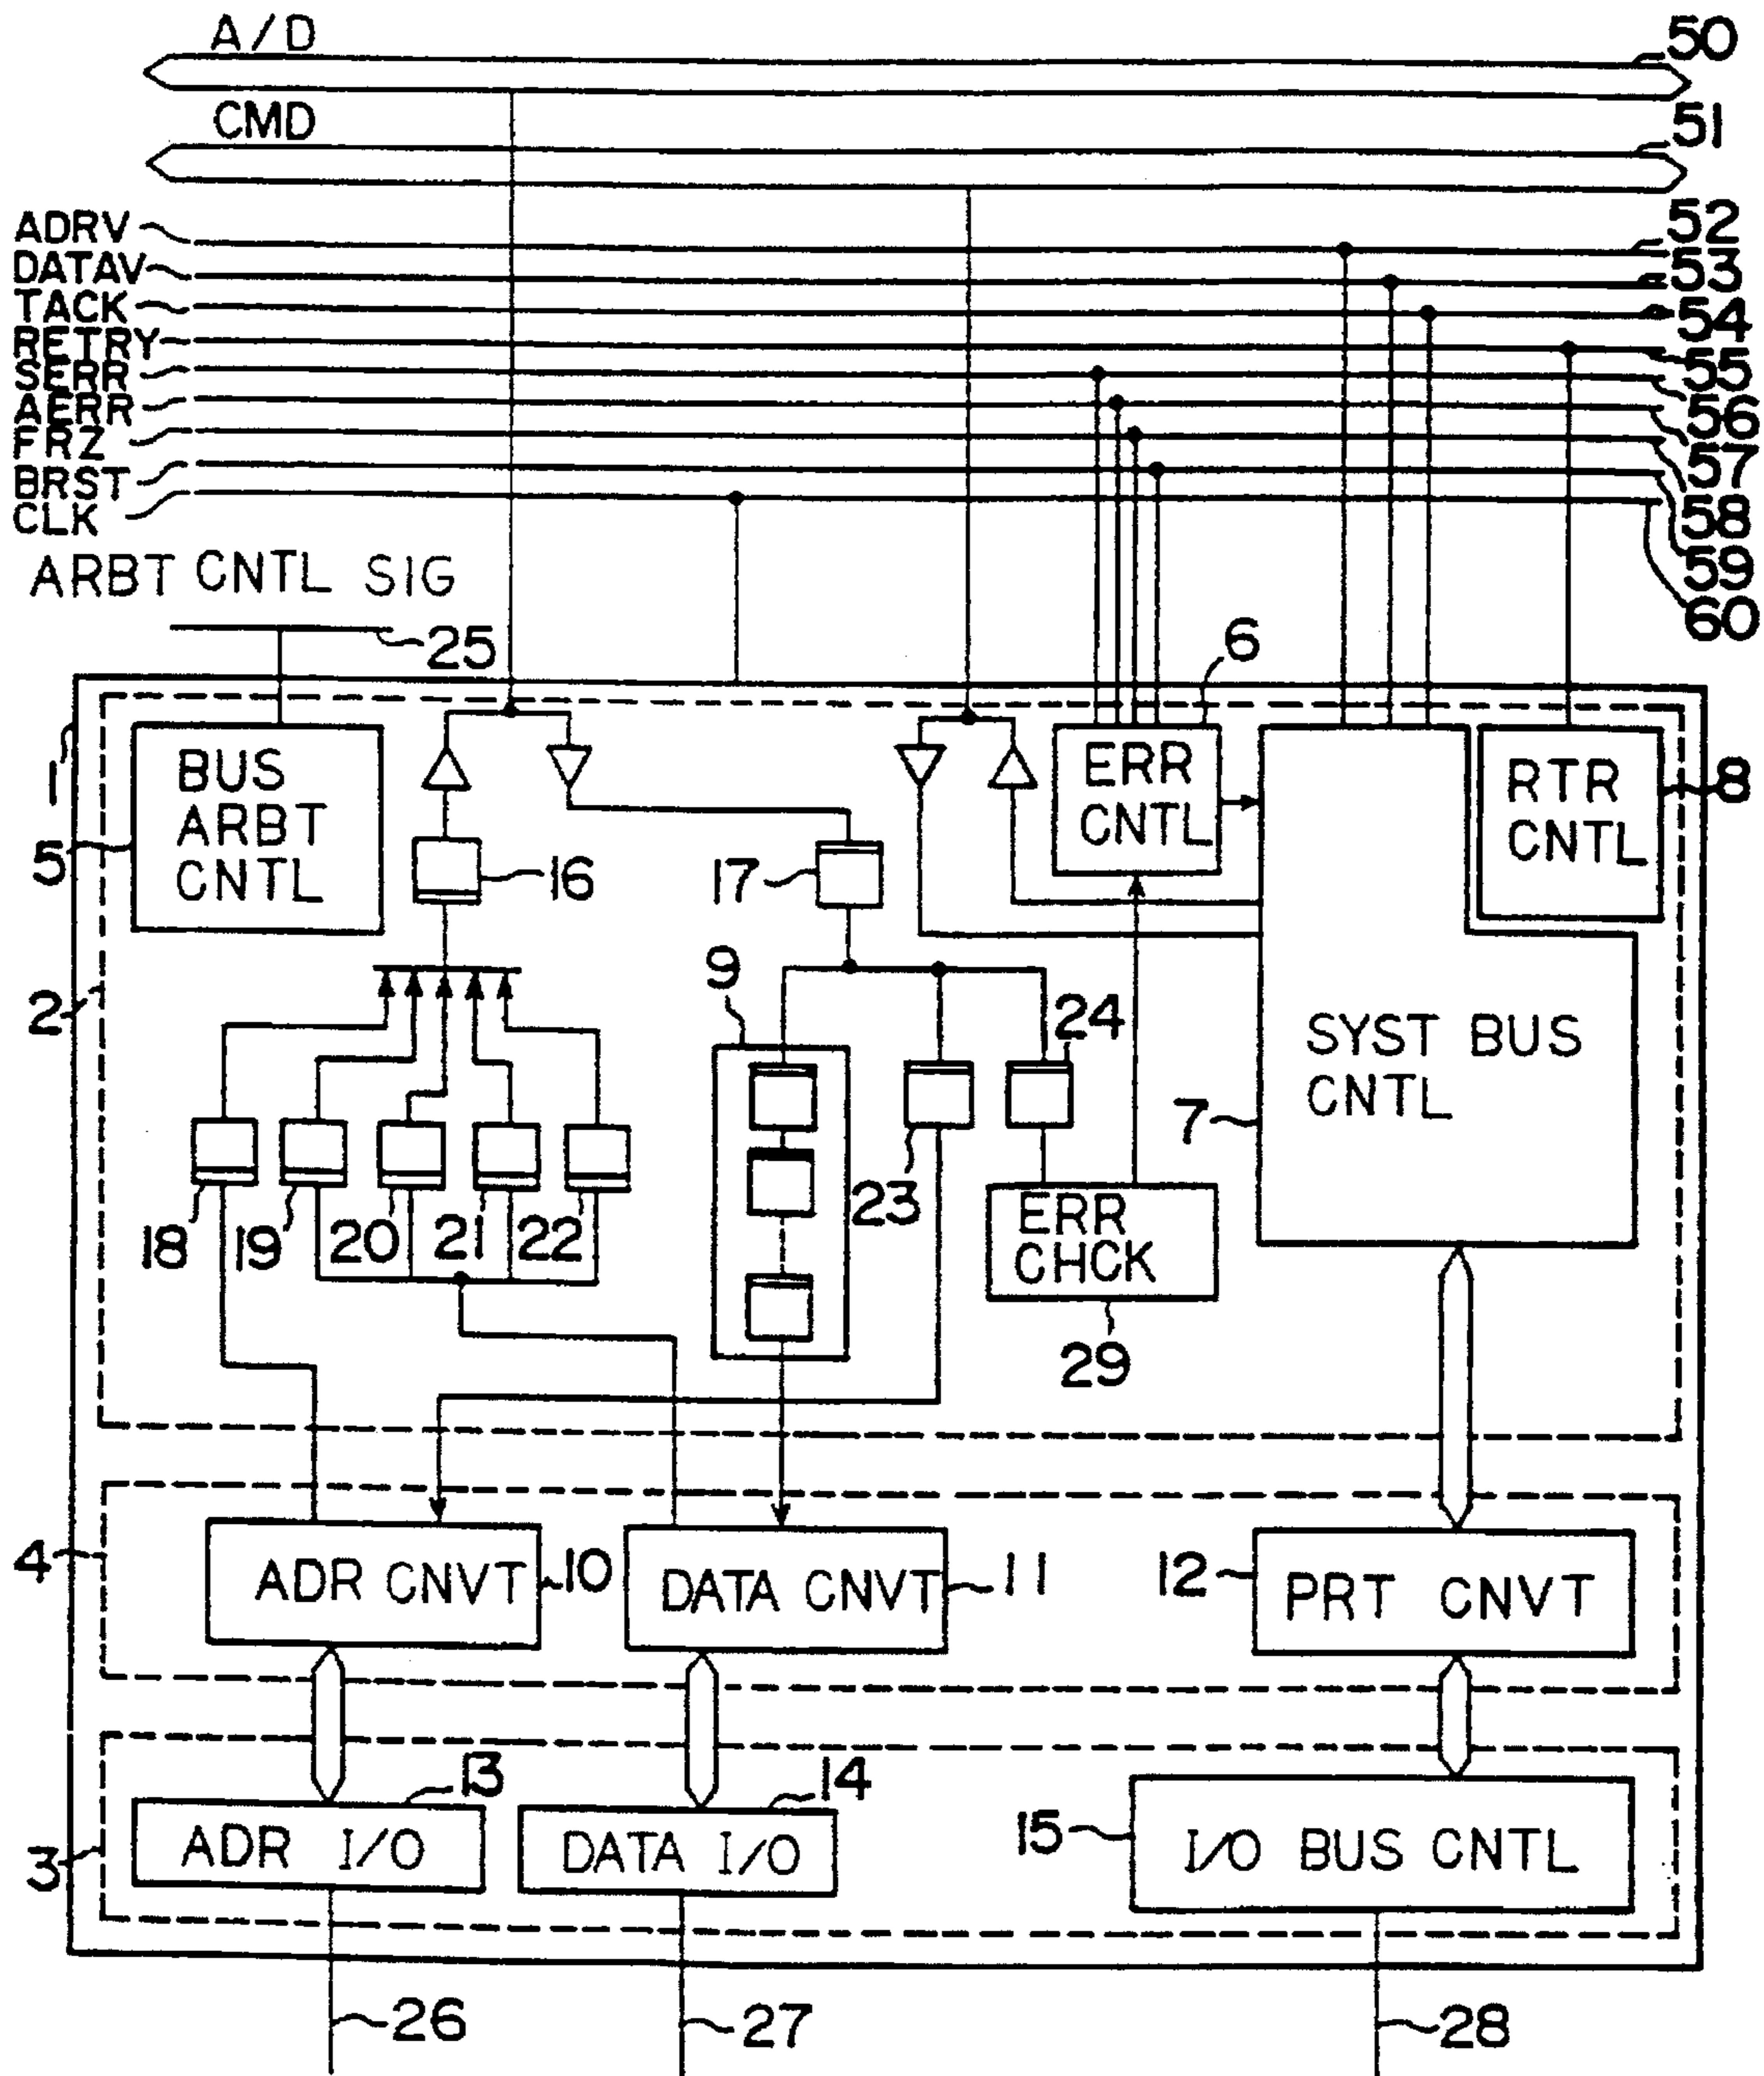 A/D
50
CMD
51
ADRV
52
DATAV
53
TACK
54
RETRY
55
SERR
56
AERR
57
FRZ
58
BRST
59
CLK
60
ARBT CNTL SIG
25
6
1
BUS
ARBT
CNTL
5
16
17
ERR
CNTL
RTR
CNTL
8
2
9
24
SYST BUS
CNTL
7
18
19
20
21
22
23
ERR
CHCK
29
4
ADR CNVT
10
DATA CNVT
11
12
PRT CNVT
13
14
3
ADR I/O
DATA I/O
15
I/O BUS CNTL
26
27
28